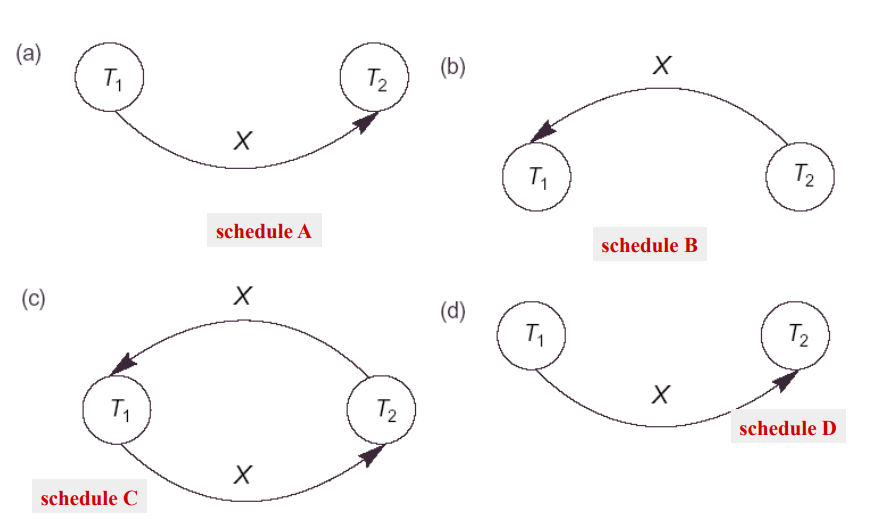 (a)
T1
T2
X
schedule A
(b)
X
T1
T2
schedule B
(c)
X
T1
T2
X
schedule C
(d)
T1
T2
X
schedule D